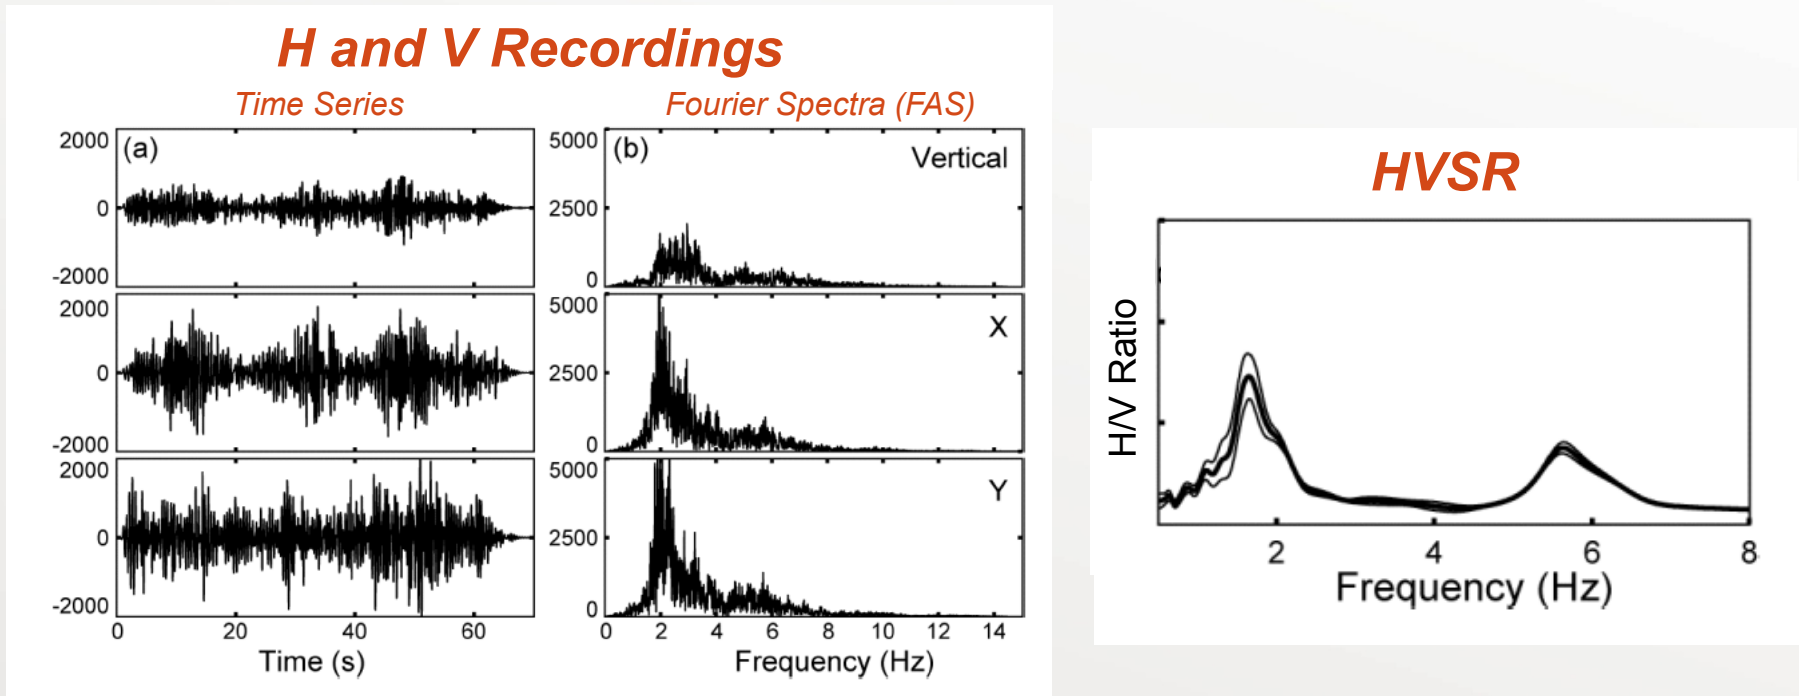 H and V Recordings
Time Series
Fourier Spectra (FAS)
2000
(a)
0
-2000
5000
(b)
Vertical
2500
0
2000
0
-2000
5000
X
2500
0
2000
0
-2000
5000
Y
2500
0
0 20 40 60
Time (s)
0 2 4 6 8 10 12 14
Frequency (Hz)
HVSR
H/V Ratio
2 4 6 8
Frequency (Hz)